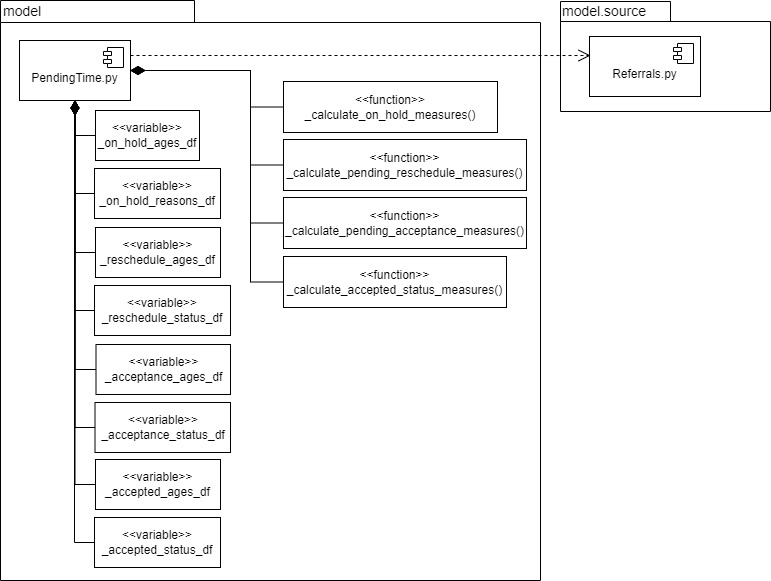 model
model.source
PendingTime.py
Referrals.py
<<function>>
_calculate_on_hold_measures()
<<function>>
_calculate_pending_reschedule_measures()
<<function>>
_calculate_pending_acceptance_measures()
<<function>>
_calculate_accepted_status_measures()
<<variable>>
_on_hold_ages_df
<<variable>>
_on_hold_reasons_df
<<variable>>
_reschedule_ages_df
<<variable>>
_reschedule_status_df
<<variable>>
_acceptance_ages_df
<<variable>>
_acceptance_status_df
<<variable>>
_accepted_ages_df
<<variable>>
_accepted_status_df